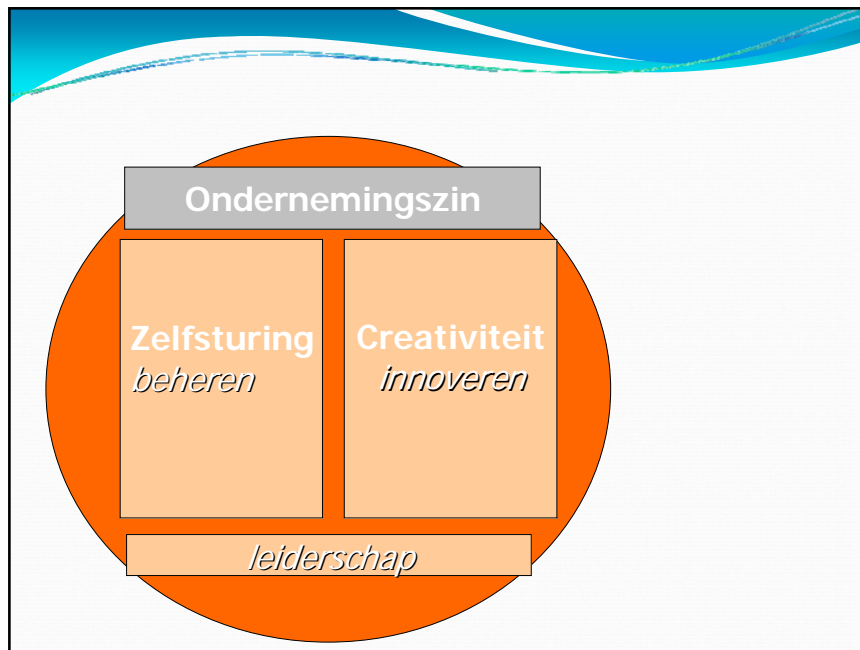 Ondernemingszin
Zelfsturing
beheren
Creativiteit
innoveren
leiderschap